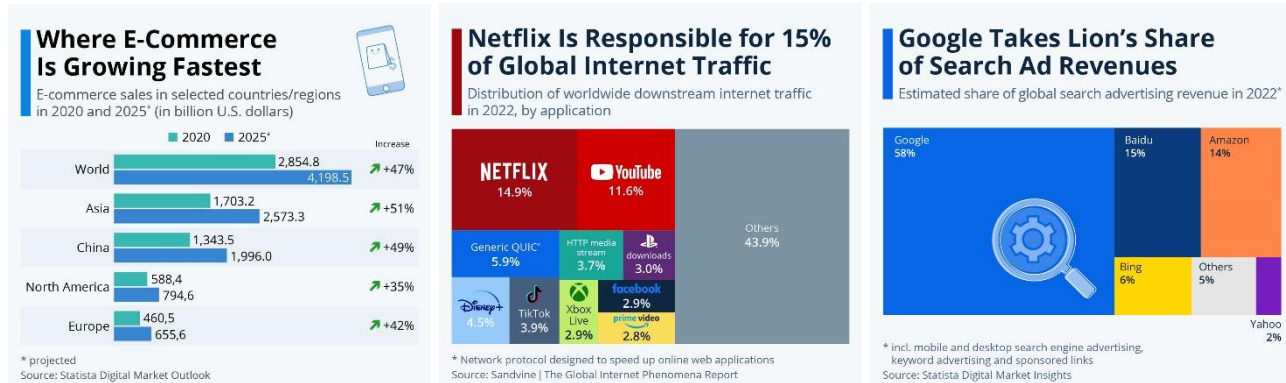 Where E-Commerce
Is Growing Fastest
E-commerce sales in selected countries/regions
in 2020 and 2025* (in billion U.S. dollars)
2020 2025*
Increase
World 2,854.8 +47%
4,198.5
Asia 1,703.2 +51%
2,573.3
China 1,343.5 +49%
1,996.0
North America 588,4 +35%
794,6
Europe 460,5 +42%
655,6
* projected
Source: Statista Digital Market Outlook
Netflix Is Responsible for 15%
of Global Internet Traffic
Distribution of worldwide downstream internet traffic
in 2022, by application
NETFLIX
14.9%
YouTube
11.6%
Others
43.9%
Generic QUIC*
5.9%
HTTP media
stream
3.7%
downloads
3.0%
Disney+
4.5%
TikTok
3.9%
Xbox
Live
2.9%
facebook
2.9%
prime video
2.8%
* Network protocol designed to speed up online web applications
Source: Sandvine | The Global Internet Phenomena Report
Google Takes Lion's Share
of Search Ad Revenues
Estimated share of global search advertising revenue in 2022*
Google
58%
Baidu
15%
Amazon
14%
Bing
6%
Others
5%
Yahoo
2%
* incl. mobile and desktop search engine advertising,
keyword advertising and sponsored links
Source: Statista Digital Market Insights